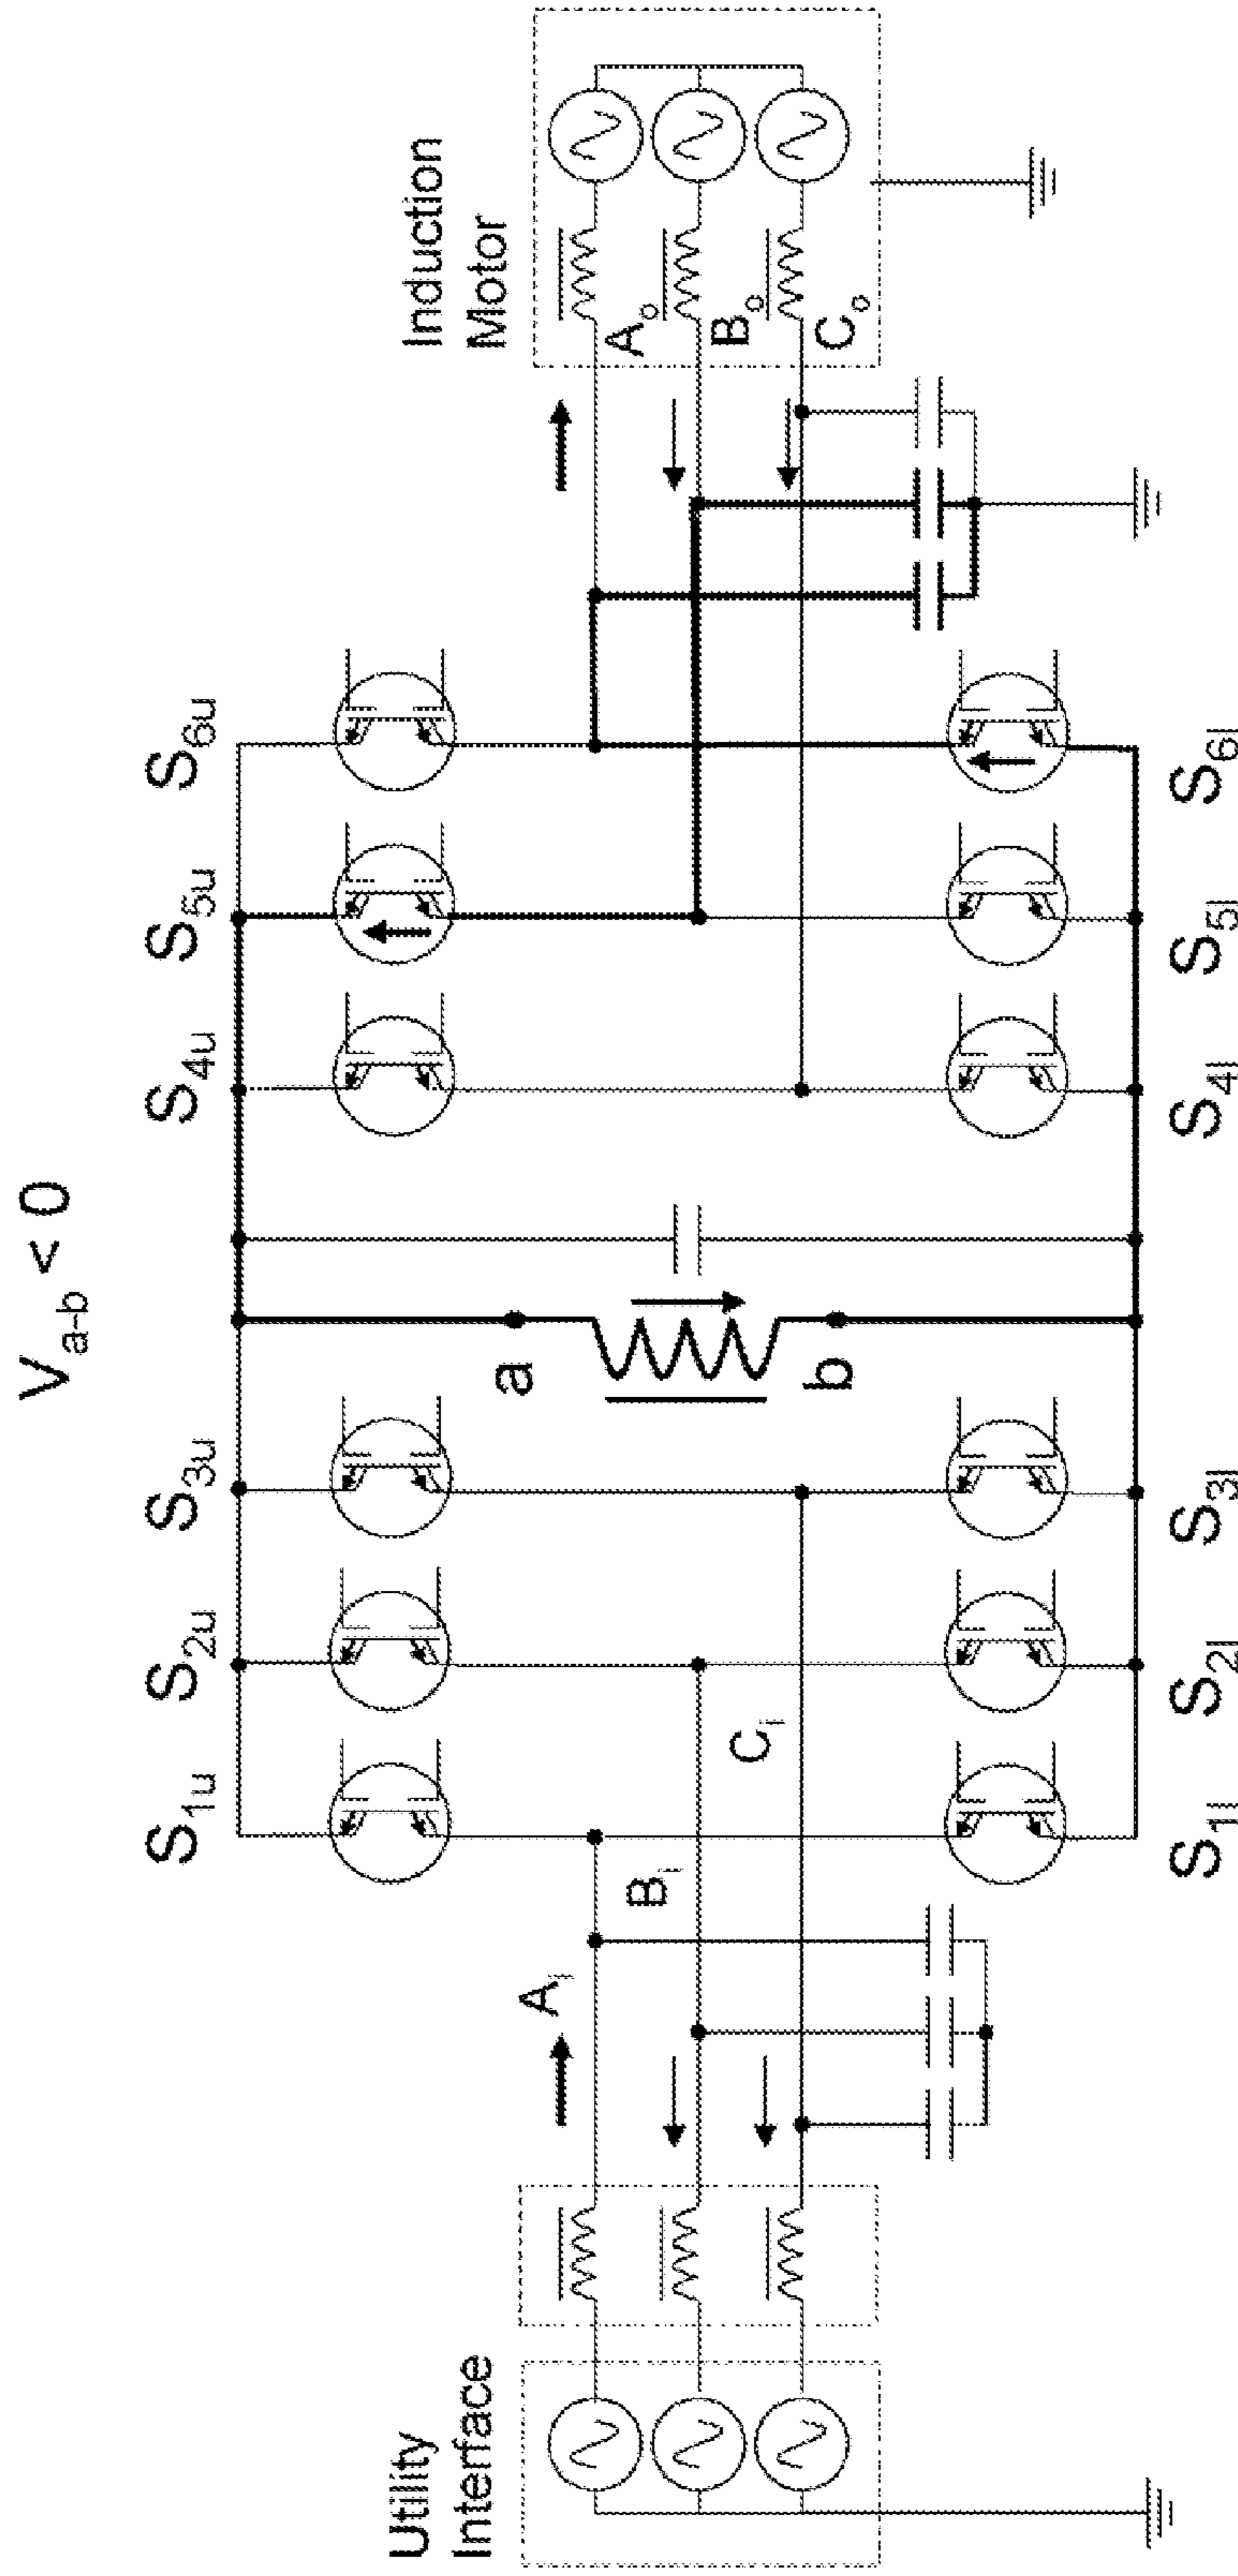 V a-b < 0
S1u
S2u
S3u
S4u
S5u
S6u
Utility
Interface
Induction
Motor
Ai
Bi
Ci
a
b
Ao
Bo
Co
S1l
S2l
S3l
S4l
S5l
S6l